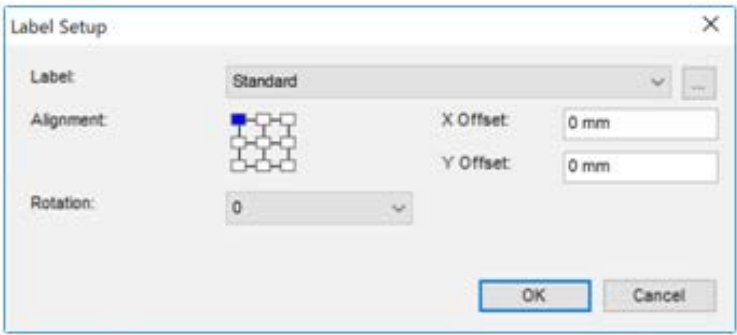 Label Setup
Label:
Standard
...
Alignment:
X Offset:
0 mm
Y Offset:
0 mm
Rotation:
0
OK
Cancel